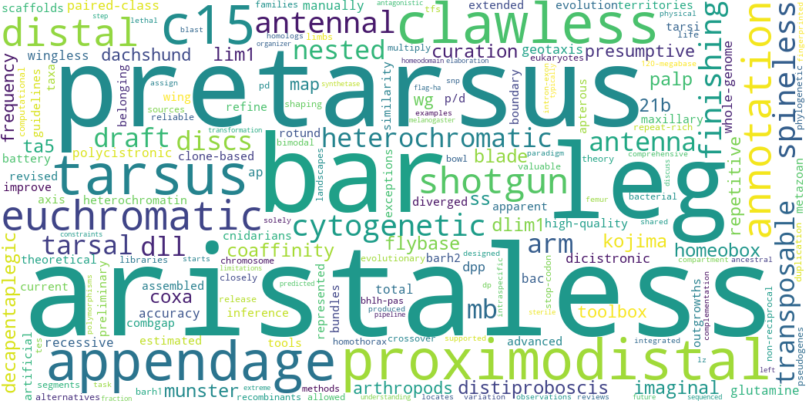 scaffolds paired-class c15 antennal clawless manually extended evolution territories
families multiply lethal step blast homologs limbs tfs antagonistic physical
distal wingless dachshund lim1 nested curation geotaxis presumptive tarsi life
organizer homeodomain elaboration eukaryotes
frequency computational guidelines taxa belonging
pretarsus
boundary p/d similarity wg map pd refine assign wing sources reliable shaping
palp maxillary 21b snp flag-ha synthetase melanogaster
finishing whole-genome repeat-rich annotation spineless phylogenetic
draft discs rotund heterochromatic antenna
ta5 battery polycistronic clone-based bimodal landscapes exceptions blade bowl theory paradigm examples apterous
revised improve heterochromatin ap
tarsus bar shotgun leg
repetitive comprehensive discuss valuable femur bacterial
axis diverged ss apparent shared metazoan
euchromatic cytogenetic dlim1 high-quality homeobox
theoretical cnidarians coaffinity flybase arm kojima
tarsal dll evolutionary barh2 designed dicistronic stop-codon compartment ancestral
constraints solely starts libraries chromosome dpp mb intraspecific dp bac
decapentaplegic current preliminary polymorphisms assembled closely release predicted limitations
aristaless
toolbox outgrowths complementation duplication transposable non-reciprocal pseudogenes
coxa represented total bhlh-pas produced pipeline
estimated inference bundles accuracy combgap tools crossover supported advanced sterile integrated lz left
appendage proximodistal
artificial recessive tes homothorax
segments task barh1 munster arthropods distiproboscis imaginal glutamine
alternatives fraction extreme methods recombinants allowed understanding locates variation observations reviews future sequenced
transformation